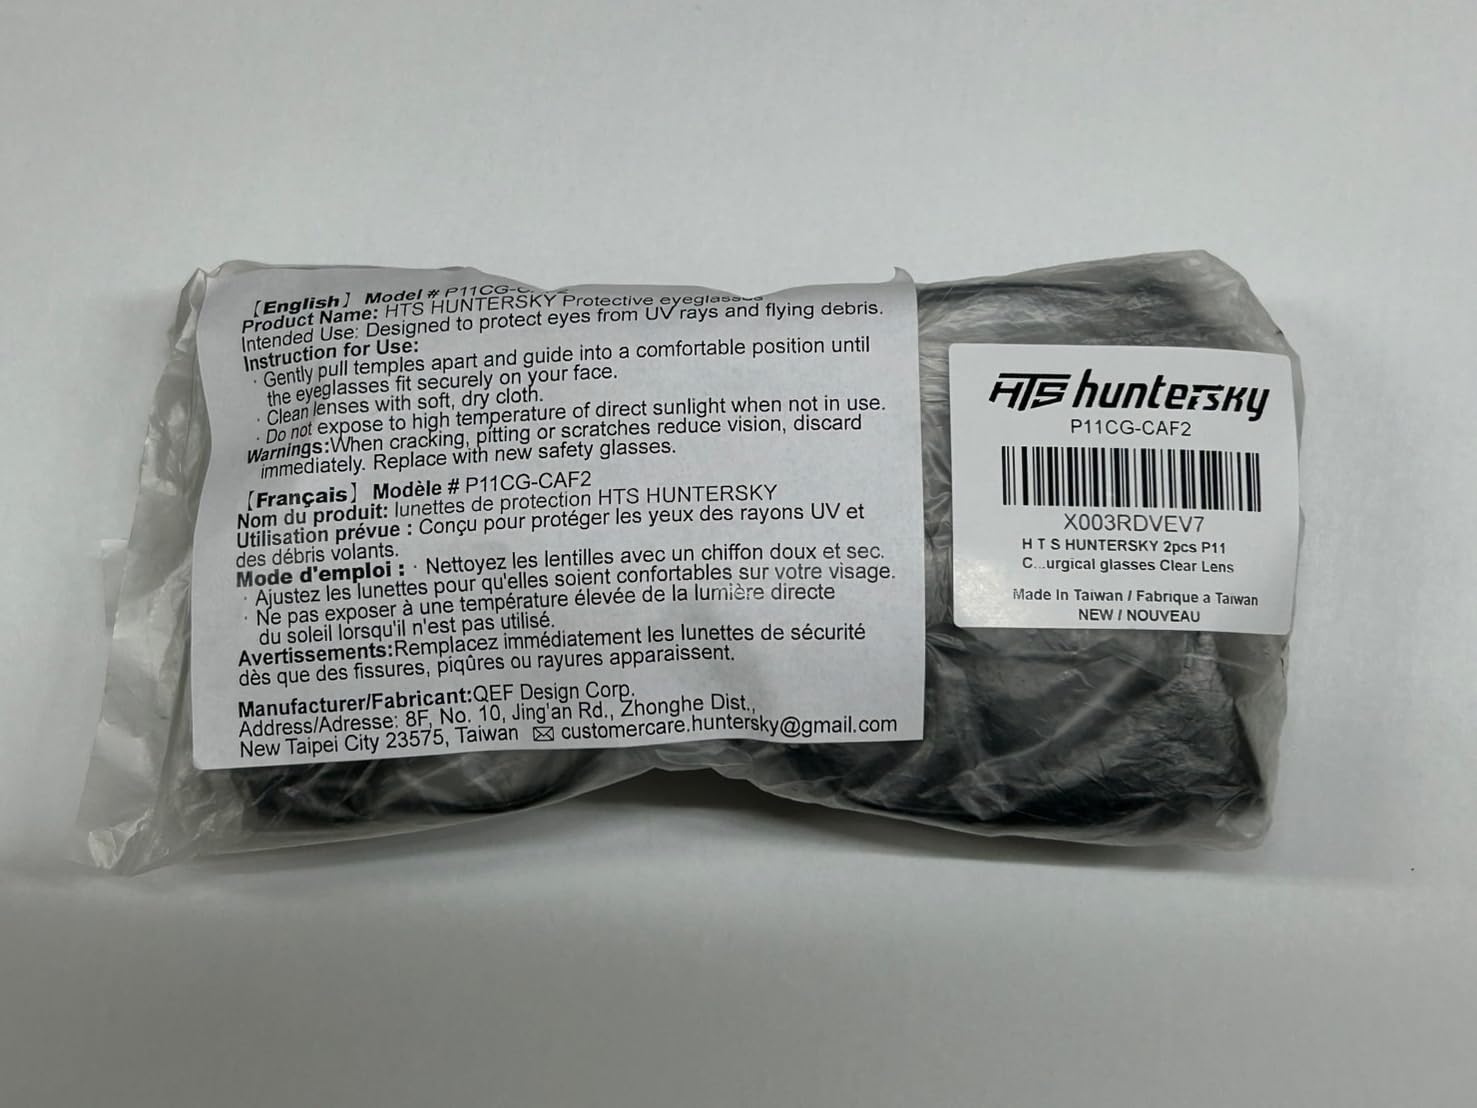 【English】 Model # P11CG-
Product Name: HTS HUNTERSKY Protective eyeglasses
Intended Use: Designed to protect eyes from UV rays and flying debris.
Instruction for Use:
· Gently pull temples apart and guide into a comfortable position until
the eyeglasses fit securely on your face.
· Clean lenses with soft, dry cloth.
· Do not expose to high temperature of direct sunlight when not in use.
Warnings:When cracking, pitting or scratches reduce vision, discard
immediately. Replace with new safety glasses.
【Français】 Modèle # P11CG-CAF2
Nom du produit: lunettes de protection HTS HUNTERSKY
Utilisation prévue : Conçu pour protéger les yeux des rayons UV et
des débris volants.
Mode d'emploi : · Nettoyez les lentilles avec un chiffon doux et sec.
· Ajustez les lunettes pour qu'elles soient confortables sur votre visage.
· Ne pas exposer à une température élevée de la lumière directe
du soleil lorsqu'il n'est pas utilisé.
Avertissements:Remplacez immédiatement les lunettes de sécurité
dès que des fissures, piqûres ou rayures apparaissent.
Manufacturer/Fabricant:QEF Design Corp.
Address/Adresse: 8F, No. 10, Jing'an Rd., Zhonghe Dist.,
New Taipei City 23575, Taiwan ✉ customercare.huntersky@gmail.com
HTS huntersky
P11CG-CAF2
X003RDVEV7
H T S HUNTERSKY 2pcs P11
C...urgical glasses Clear Lens
Made In Taiwan / Fabrique a Taiwan
NEW / NOUVEAU